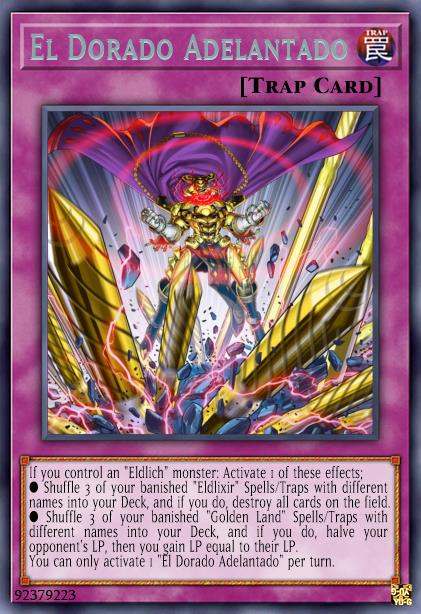 El Dorado Adelantado
TRAP
罠
[Trap Card]
If you control an "Eldlich" monster: Activate 1 of these effects;
● Shuffle 3 of your banished "Eldlixir" Spells/Traps with different
names into your Deck, and if you do, destroy all cards on the field.
● Shuffle 3 of your banished "Golden Land" Spells/Traps with
different names into your Deck, and if you do, halve your
opponent's LP, then you gain LP equal to their LP.
You can only activate 1 "El Dorado Adelantado" per turn.
92379223